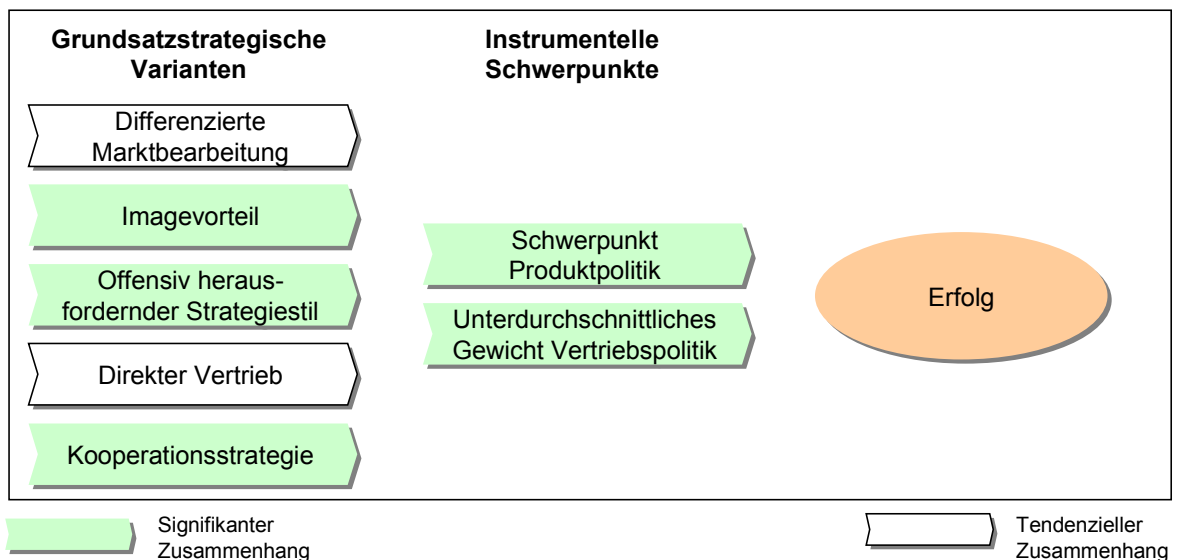 Grundsatzstrategische
Varianten
Differenzierte
Marktbearbeitung
Imagevorteil
Offensiv heraus-
fordernder Strategiestil
Direkter Vertrieb
Kooperationsstrategie
Instrumentelle
Schwerpunkte
Schwerpunkt
Produktpolitik
Unterdurchschnittliches
Gewicht Vertriebspolitik
Erfolg
Signifikanter
Zusammenhang
Tendenzieller
Zusammenhang